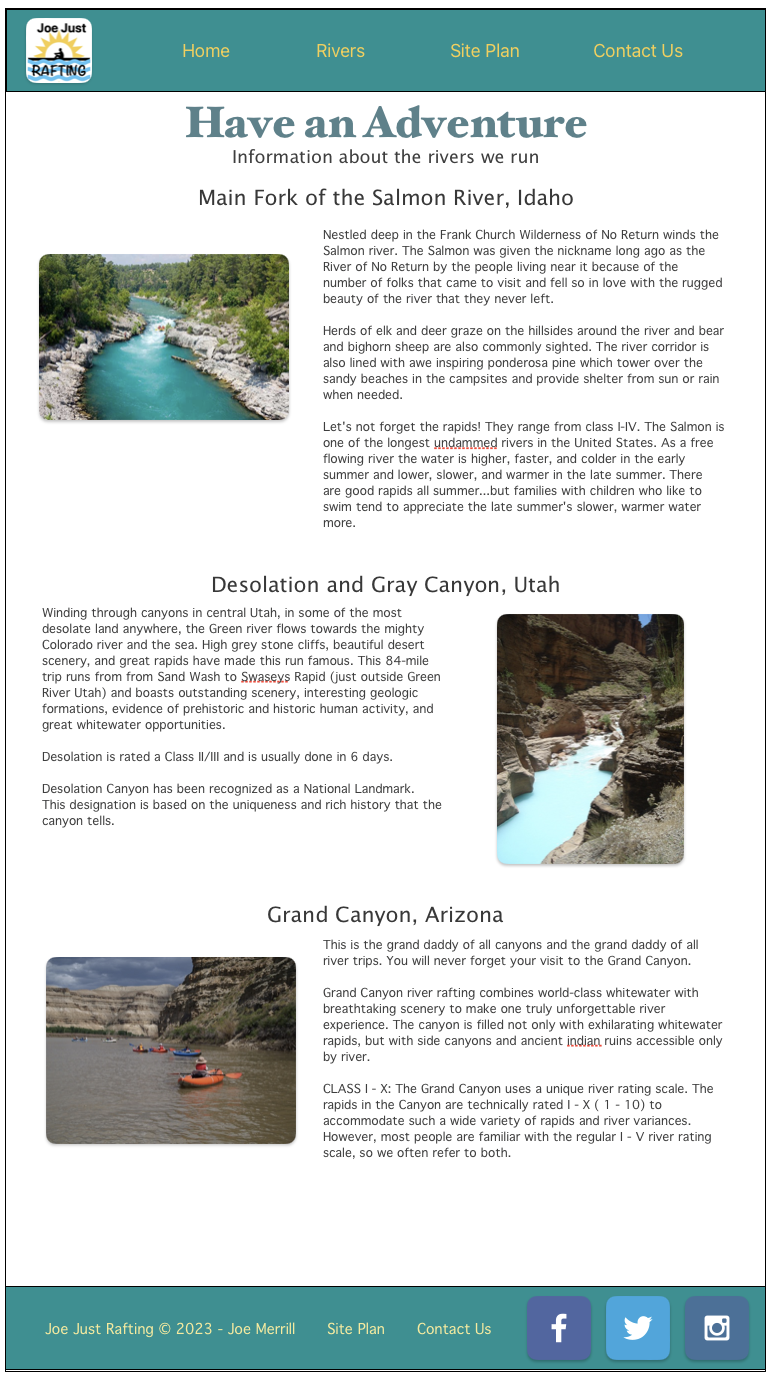 Joe Just
RAFTING
Home Rivers Site Plan Contact Us
Have an Adventure
Information about the rivers we run
Main Fork of the Salmon River, Idaho
Nestled deep in the Frank Church Wilderness of No Return winds the
Salmon river. The Salmon was given the nickname long ago as the
River of No Return by the people living near it because of the
number of folks that came to visit and fell so in love with the rugged
beauty of the river that they never left.
Herds of elk and deer graze on the hillsides around the river and bear
and bighorn sheep are also commonly sighted. The river corridor is
also lined with awe inspiring ponderosa pine which tower over the
sandy beaches in the campsites and provide shelter from sun or rain
when needed.
Let's not forget the rapids! They range from class I-IV. The Salmon is
one of the longest undammed rivers in the United States. As a free
flowing river the water is higher, faster, and colder in the early
summer and lower, slower, and warmer in the late summer. There
are good rapids all summer...but families with children who like to
swim tend to appreciate the late summer's slower, warmer water
more.
Desolation and Gray Canyon, Utah
Winding through canyons in central Utah, in some of the most
desolate land anywhere, the Green river flows towards the mighty
Colorado river and the sea. High grey stone cliffs, beautiful desert
scenery, and great rapids have made this run famous. This 84-mile
trip runs from from Sand Wash to Swaseys Rapid (just outside Green
River Utah) and boasts outstanding scenery, interesting geologic
formations, evidence of prehistoric and historic human activity, and
great whitewater opportunities.
Desolation is rated a Class II/III and is usually done in 6 days.
Desolation Canyon has been recognized as a National Landmark.
This designation is based on the uniqueness and rich history that the
canyon tells.
Grand Canyon, Arizona
This is the grand daddy of all canyons and the grand daddy of all
river trips. You will never forget your visit to the Grand Canyon.
Grand Canyon river rafting combines world-class whitewater with
breathtaking scenery to make one truly unforgettable river
experience. The canyon is filled not only with exhilarating whitewater
rapids, but with side canyons and ancient indian ruins accessible only
by river.
CLASS I - X: The Grand Canyon uses a unique river rating scale. The
rapids in the Canyon are technically rated I - X ( 1 - 10) to
accommodate such a wide variety of rapids and river variances.
However, most people are familiar with the regular I - V river rating
scale, so we often refer to both.
Joe Just Rafting © 2023 - Joe Merrill Site Plan Contact Us